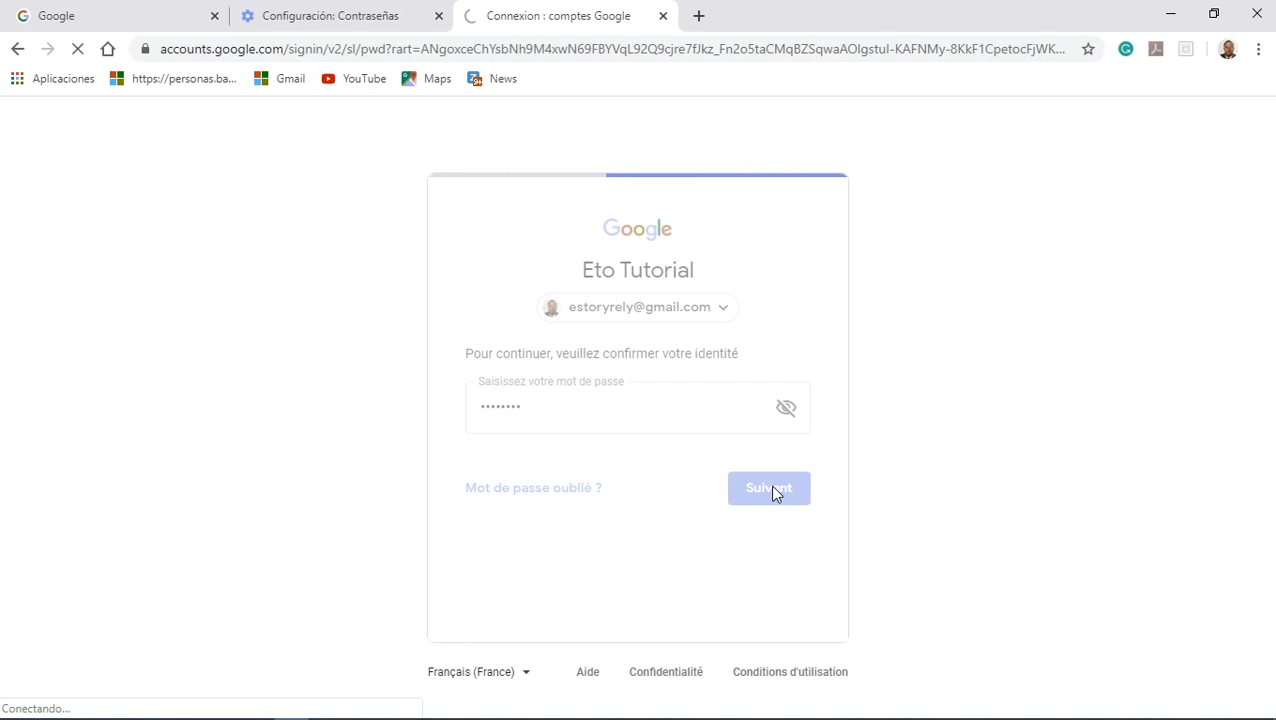 Google
Configuración: Contraseñas
Connexion : comptes Google
accounts.google.com/signin/v2/sl/pwd?rart=ANgoxceChYsbNh9M4xwN69FBYVqL92Q9cjre7fJkz_Fn2o5taCMqBZSqwaAOIgstuI-KAFNMy-8KkF1CpetocFjWK...
Aplicaciones
https://personas.ba...
Gmail
YouTube
Maps
News
Google
Eto Tutorial
estoryrely@gmail.com
Pour continuer, veuillez confirmer votre identité
Saisissez votre mot de passe
••••••••
Mot de passe oublié ?
Suivant
Français (France)
Aide
Confidentialité
Conditions d'utilisation
Conectando...